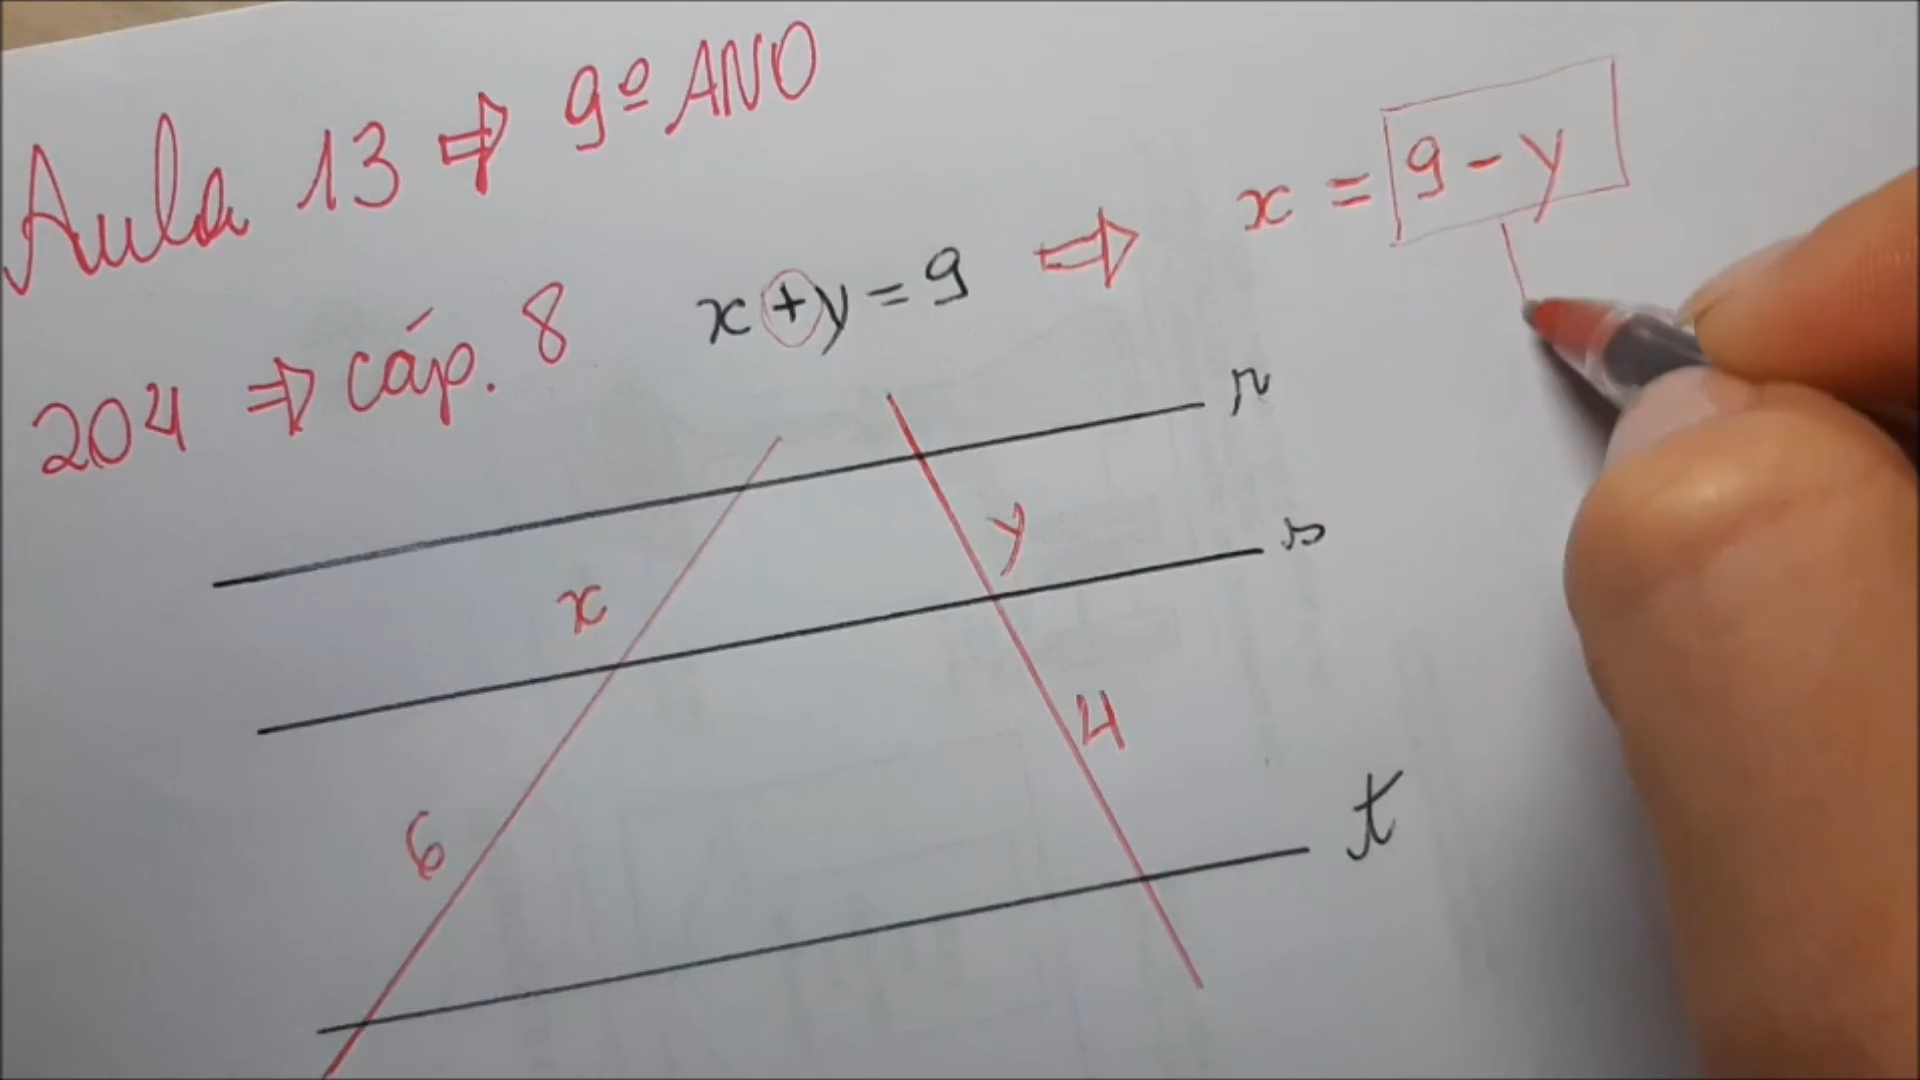 Aula 13 ⇒ 9º ANO
204 ⇒ cáp. 8
x + y = 9 ⇒ x = 9 - y
r
y
s
x
4
6
t